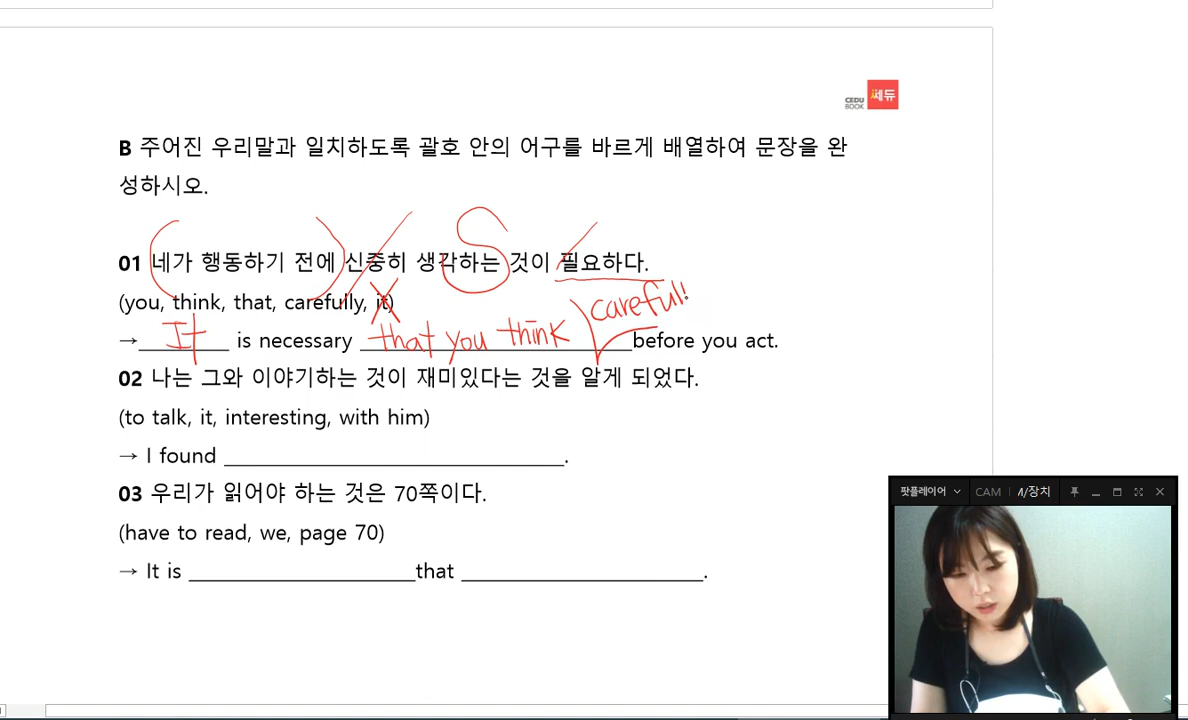 CEDU
BOOK
쎄듀
B 주어진 우리말과 일치하도록 괄호 안의 어구를 바르게 배열하여 문장을 완
성하시오.
01 네가 행동하기 전에 신중히 생각하는 것이 필요하다.
S
(you, think, that, carefully, it)
careful
→ It is necessary that you think before you act.
02 나는 그와 이야기하는 것이 재미있다는 것을 알게 되었다.
(to talk, it, interesting, with him)
→ I found ____________________.
03 우리가 읽어야 하는 것은 70쪽이다.
(have to read, we, page 70)
→ It is ____________________that ____________________.
팟플레이어 CAM /장치